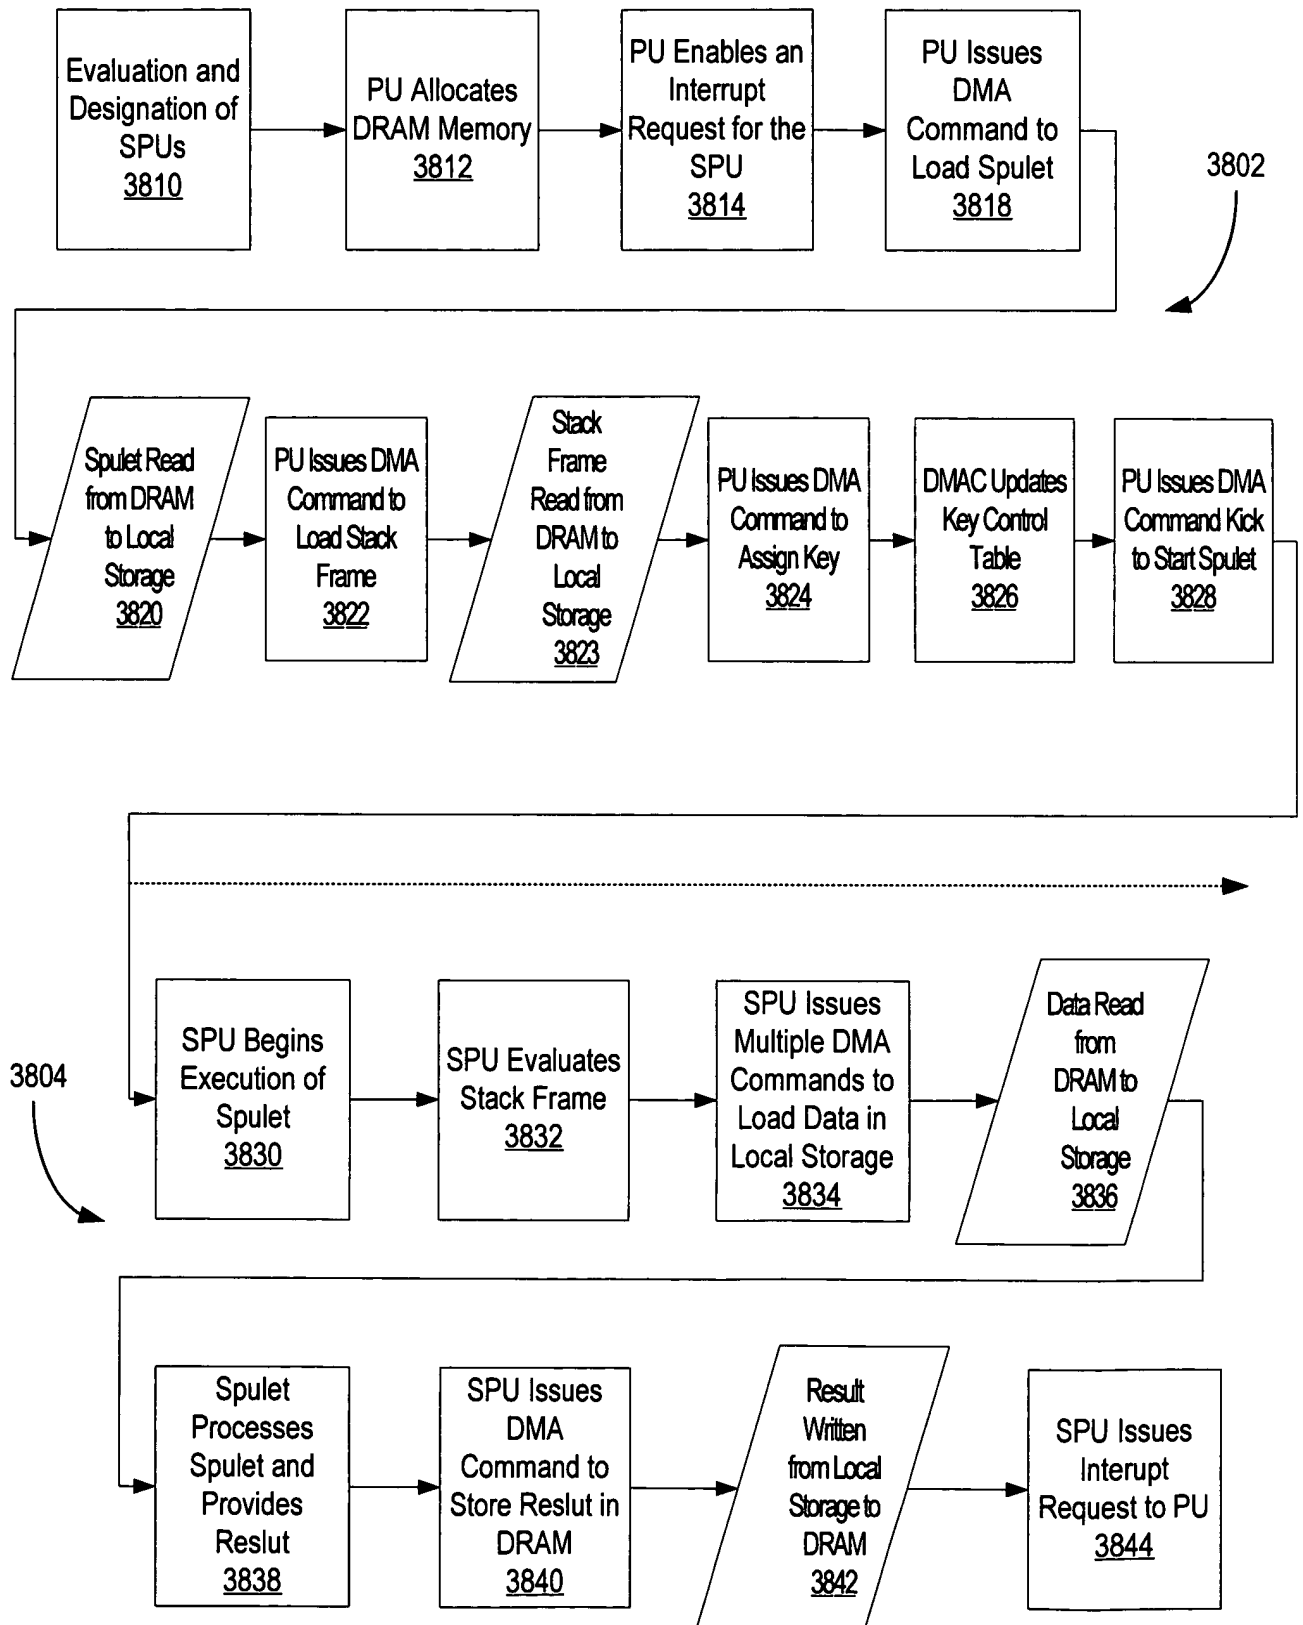 Evaluation and
Designation of
SPUs
3810
PU Allocates
DRAM Memory
3812
PU Enables an
Interrupt
Request for the
SPU
3814
PU Issues
DMA
Command to
Load Spulet
3818
3802
Spulet Read
from DRAM
to Local
Storage
3820
PU Issues DMA
Command to
Load Stack
Frame
3822
Stack
Frame
Read from
DRAM to
Local
Storage
3823
PU Issues DMA
Command to
Assign Key
3824
DMAC Updates
Key Control
Table
3826
PU Issues DMA
Command Kick
to Start Spulet
3828
3804
SPU Begins
Execution of
Spulet
3830
SPU Evaluates
Stack Frame
3832
SPU Issues
Multiple DMA
Commands to
Load Data in
Local Storage
3834
Data Read
from
DRAM to
Local
Storage
3836
Spulet
Processes
Spulet and
Provides
Reslut
3838
SPU Issues
DMA
Command to
Store Reslut in
DRAM
3840
Result
Written
from Local
Storage to
DRAM
3842
SPU Issues
Interupt
Request to PU
3844